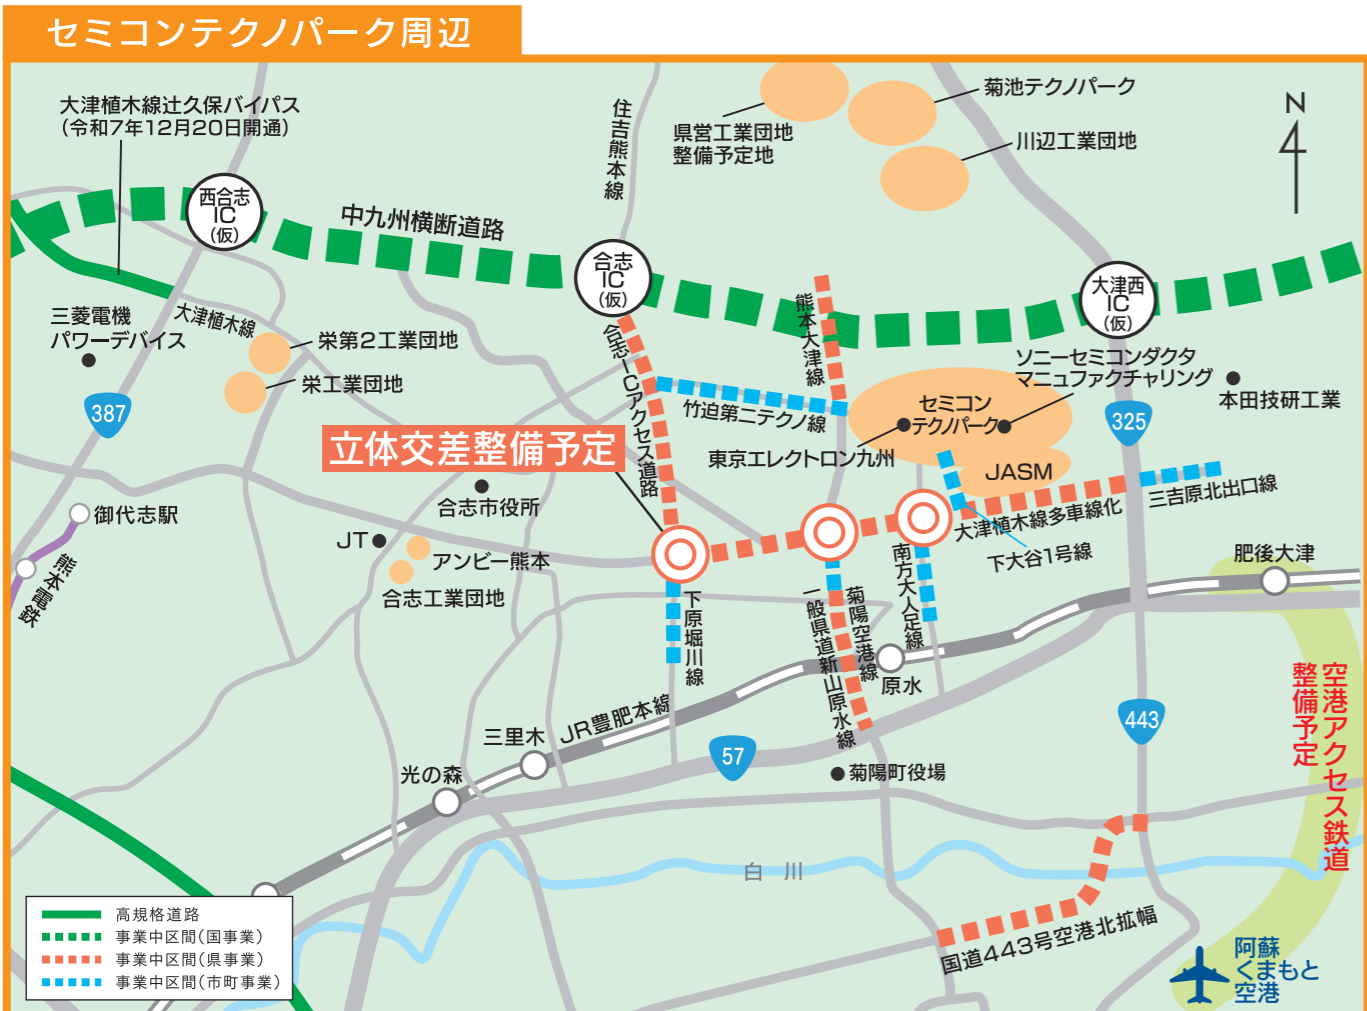 セミコンテクノパーク周辺
大津植木線辻久保バイパス
（令和7年12月20日開通）
住吉熊本線
県営工業団地
整備予定地
菊池テクノパーク
川辺工業団地
N
西合志
IC
（仮）
中九州横断道路
合志
IC
（仮）
大津西
IC
（仮）
三菱電機
パワーデバイス
大津植木線
栄第2工業団地
栄工業団地
387
合志ICアクセス道路
熊本大津線
竹迫第二テクノ線
セミコン
テクノパーク
ソニーセミコンダクタ
マニュファクチャリング
本田技研工業
325
立体交差整備予定
東京エレクトロン九州
JASM
合志市役所
御代志駅
熊本電鉄
JT
アンビー熊本
合志工業団地
大津植木線多車線化
三吉原北出口線
下大谷1号線
南方大人足線
肥後大津
下原堀川線
一般県道新山原水線
菊陽空港線
原水
JR豊肥本線
三里木
光の森
57
菊陽町役場
443
空港アクセス鉄道
整備予定
白川
国道443号空港北拡幅
阿蘇
くまもと
空港
高規格道路
事業中区間（国事業）
事業中区間（県事業）
事業中区間（市町事業）